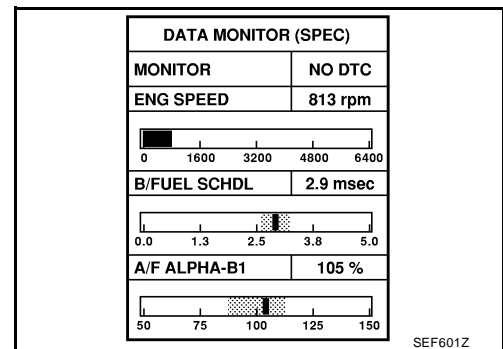 DATA MONITOR (SPEC)
MONITOR NO DTC
ENG SPEED 813 rpm
0 1600 3200 4800 6400
B/FUEL SCHDL 2.9 msec
0.0 1.3 2.5 3.8 5.0
A/F ALPHA-B1 105 %
50 75 100 125 150
SEF601Z